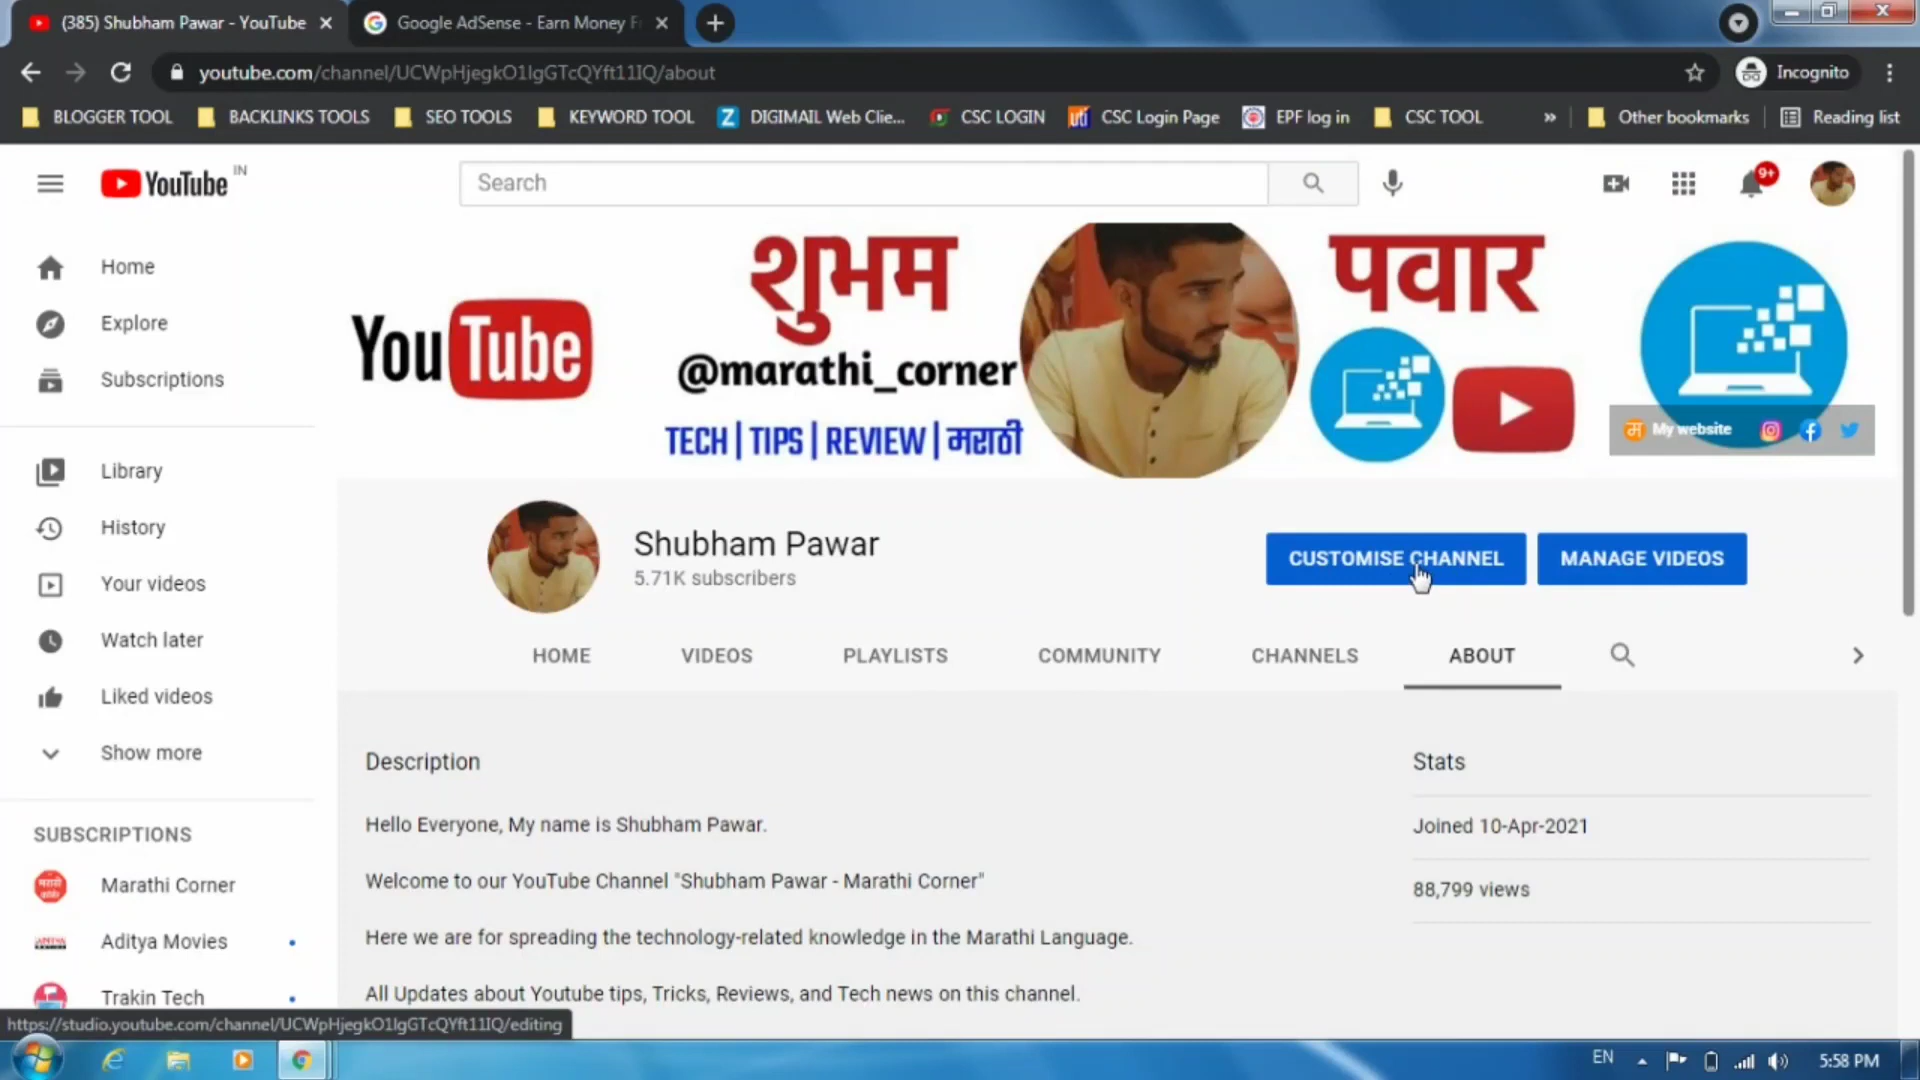 (385) Shubham Pawar - YouTube
Google AdSense - Earn Money F
youtube.com/channel/UCWpHjegkO1lgGTcQYft11IQ/about
Incognito
BLOGGER TOOL BACKLINKS TOOLS SEO TOOLS KEYWORD TOOL DIGIMAIL Web Clie... CSC LOGIN CSC Login Page EPF log in CSC TOOL » Other bookmarks Reading list
YouTube IN
Search
9+
Home
Explore
Subscriptions
Library
History
Your videos
Watch later
Liked videos
Show more
SUBSCRIPTIONS
Marathi Corner
Aditya Movies
Trakin Tech
YouTube
शुभम
पवार
@marathi_corner
TECH | TIPS | REVIEW | मराठी
My website
Shubham Pawar
5.71K subscribers
CUSTOMISE CHANNEL
MANAGE VIDEOS
HOME VIDEOS PLAYLISTS COMMUNITY CHANNELS ABOUT
Description
Hello Everyone, My name is Shubham Pawar.
Welcome to our YouTube Channel "Shubham Pawar - Marathi Corner"
Here we are for spreading the technology-related knowledge in the Marathi Language.
All Updates about Youtube tips, Tricks, Reviews, and Tech news on this channel.
Stats
Joined 10-Apr-2021
88,799 views
https://studio.youtube.com/channel/UCWpHjegkO1lgGTcQYft11IQ/editing
EN
5:58 PM